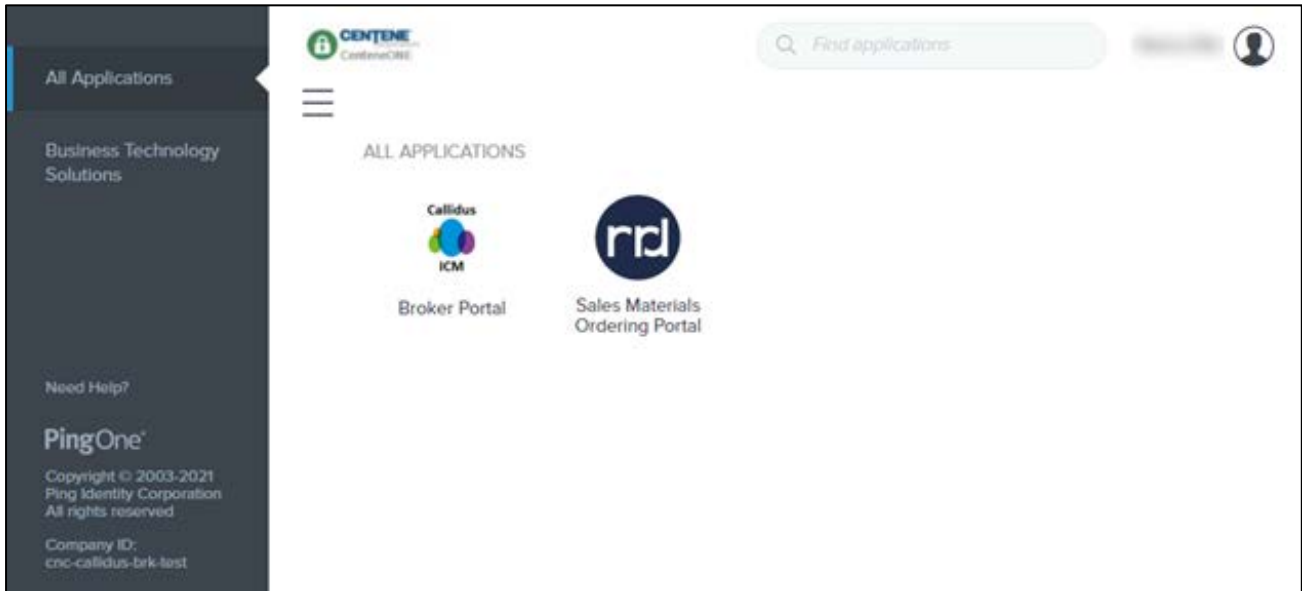 All Applications
Business Technology
Solutions
Need Help?
PingOne®
Copyright © 2003-2021
Ping Identity Corporation
All rights reserved
Company ID:
cnc-callidus-brk-test
CENTENE
CenteneONE
Find applications
ALL APPLICATIONS
Callidus
ICM
Broker Portal
rrd
Sales Materials
Ordering Portal